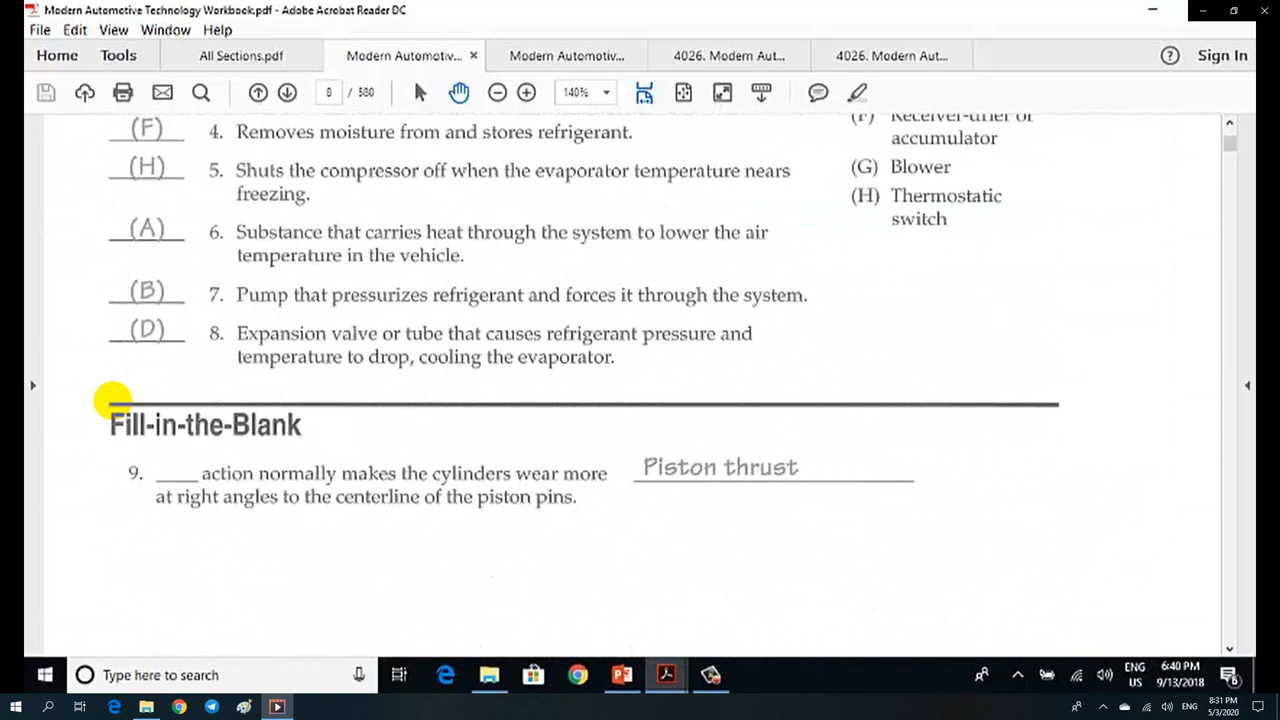 Modern Automotive Technology Workbook.pdf - Adobe Acrobat Reader DC
File Edit View Window Help
Home Tools All Sections.pdf Modern Automotiv... × Modern Automotiv... 4026. Modern Aut... 4026. Modern Aut... Sign In
8 / 580 140%
(F) 4. Removes moisture from and stores refrigerant.
(F) Receiver-drier or
accumulator
(H) 5. Shuts the compressor off when the evaporator temperature nears
freezing.
(G) Blower
(H) Thermostatic
switch
(A) 6. Substance that carries heat through the system to lower the air
temperature in the vehicle.
(B) 7. Pump that pressurizes refrigerant and forces it through the system.
(D) 8. Expansion valve or tube that causes refrigerant pressure and
temperature to drop, cooling the evaporator.
Fill-in-the-Blank
9. ____ action normally makes the cylinders wear more Piston thrust
at right angles to the centerline of the piston pins.
Type here to search
ENG
US
6:40 PM
9/13/2018
6
8:31 PM
5/3/2020